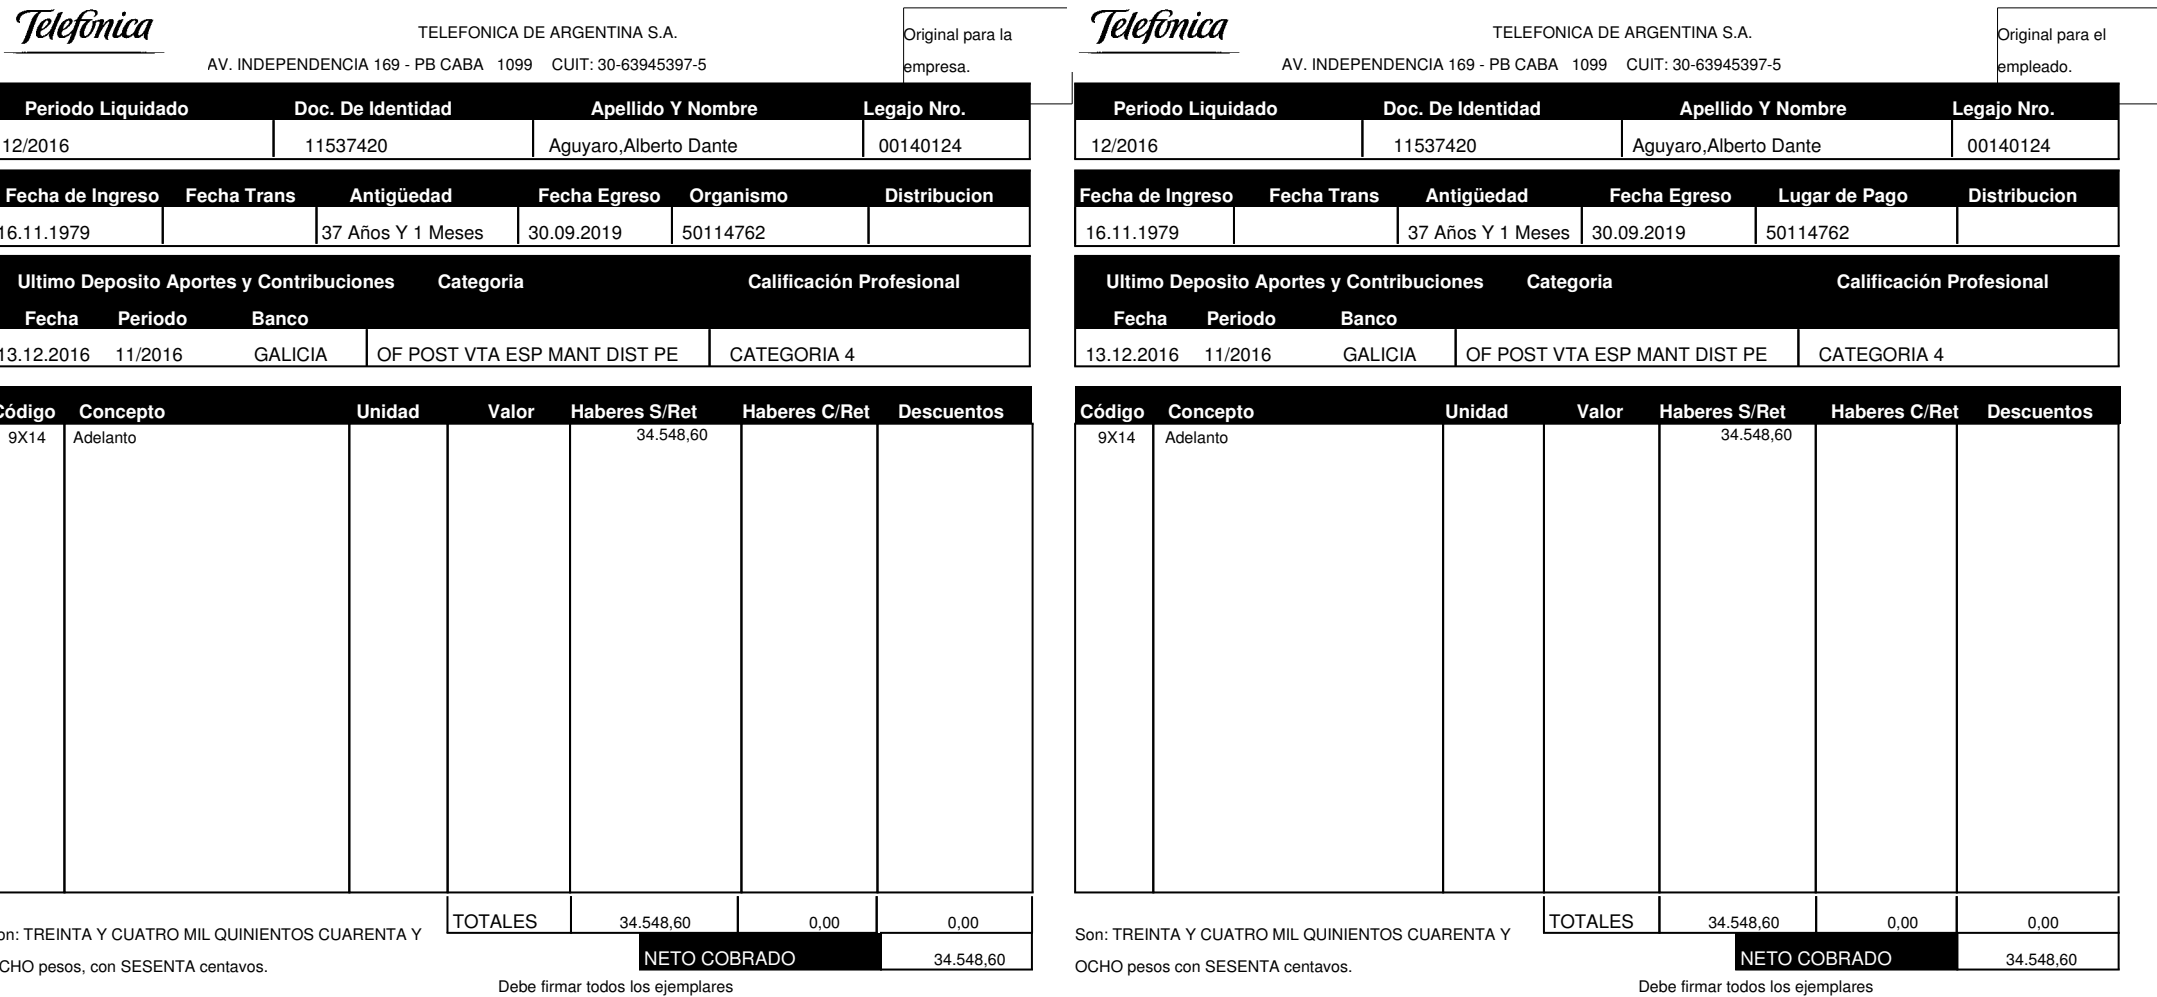 Telefónica
TELEFONICA DE ARGENTINA S.A.
Original para la
AV. INDEPENDENCIA 169 - PB CABA 1099 CUIT: 30-63945397-5
empresa.
Periodo Liquidado Doc. De Identidad Apellido Y Nombre Legajo Nro.
12/2016 11537420 Aguyaro,Alberto Dante 00140124
Fecha de Ingreso Fecha Trans Antigüedad Fecha Egreso Organismo Distribucion
16.11.1979 37 Años Y 1 Meses 30.09.2019 50114762
Ultimo Deposito Aportes y Contribuciones Categoria Calificación Profesional
Fecha Periodo Banco
13.12.2016 11/2016 GALICIA OF POST VTA ESP MANT DIST PE CATEGORIA 4
Código Concepto Unidad Valor Haberes S/Ret Haberes C/Ret Descuentos
9X14 Adelanto 34.548,60
TOTALES 34.548,60 0,00 0,00
on: TREINTA Y CUATRO MIL QUINIENTOS CUARENTA Y
NETO COBRADO 34.548,60
CHO pesos, con SESENTA centavos.
Debe firmar todos los ejemplares
Telefónica
TELEFONICA DE ARGENTINA S.A.
Original para el
AV. INDEPENDENCIA 169 - PB CABA 1099 CUIT: 30-63945397-5
empleado.
Periodo Liquidado Doc. De Identidad Apellido Y Nombre Legajo Nro.
12/2016 11537420 Aguyaro,Alberto Dante 00140124
Fecha de Ingreso Fecha Trans Antigüedad Fecha Egreso Lugar de Pago Distribucion
16.11.1979 37 Años Y 1 Meses 30.09.2019 50114762
Ultimo Deposito Aportes y Contribuciones Categoria Calificación Profesional
Fecha Periodo Banco
13.12.2016 11/2016 GALICIA OF POST VTA ESP MANT DIST PE CATEGORIA 4
Código Concepto Unidad Valor Haberes S/Ret Haberes C/Ret Descuentos
9X14 Adelanto 34.548,60
TOTALES 34.548,60 0,00 0,00
Son: TREINTA Y CUATRO MIL QUINIENTOS CUARENTA Y
NETO COBRADO 34.548,60
OCHO pesos con SESENTA centavos.
Debe firmar todos los ejemplares